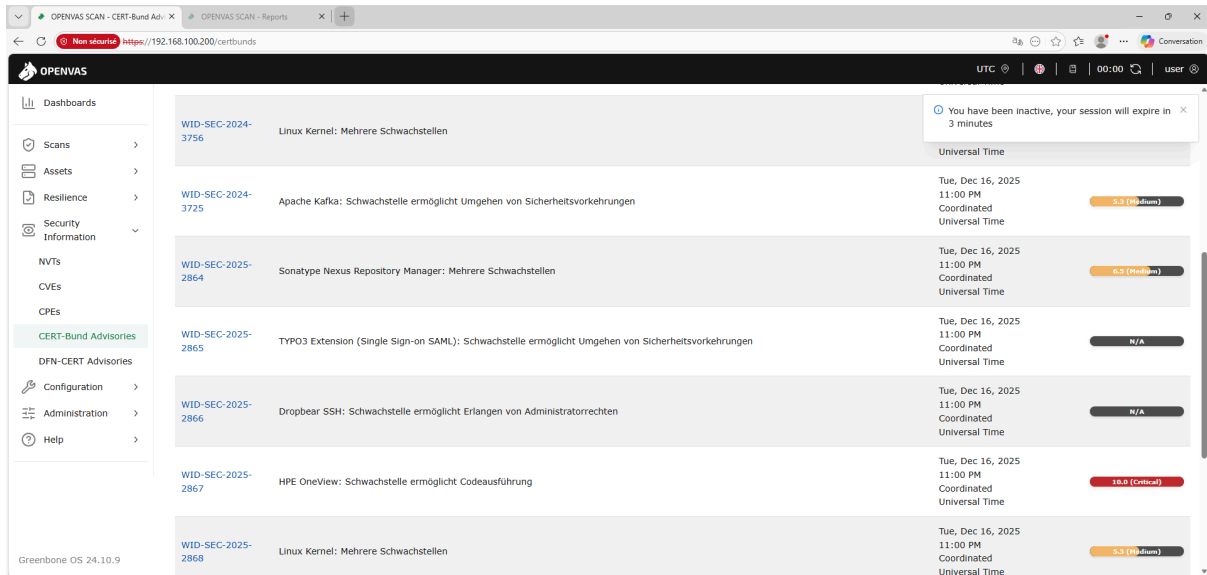 OPENVAS SCAN - CERT-Bund Adv
OPENVAS SCAN - Reports
Non sécurisé https://192.168.100.200/certbunds
Conversation
OPENVAS
UTC
00:00
user
Dashboards
Scans
Assets
Resilience
Security
Information
NVTs
CVEs
CPEs
CERT-Bund Advisories
DFN-CERT Advisories
Configuration
Administration
Help
Greenbone OS 24.10.9
You have been inactive, your session will expire in
3 minutes
WID-SEC-2024-
3756
Linux Kernel: Mehrere Schwachstellen
Universal Time
WID-SEC-2024-
3725
Apache Kafka: Schwachstelle ermöglicht Umgehen von Sicherheitsvorkehrungen
Tue, Dec 16, 2025
11:00 PM
Coordinated
Universal Time
5.3 (Medium)
WID-SEC-2025-
2864
Sonatype Nexus Repository Manager: Mehrere Schwachstellen
Tue, Dec 16, 2025
11:00 PM
Coordinated
Universal Time
6.5 (Medium)
WID-SEC-2025-
2865
TYPO3 Extension (Single Sign-on SAML): Schwachstelle ermöglicht Umgehen von Sicherheitsvorkehrungen
Tue, Dec 16, 2025
11:00 PM
Coordinated
Universal Time
N/A
WID-SEC-2025-
2866
Dropbear SSH: Schwachstelle ermöglicht Erlangen von Administratorrechten
Tue, Dec 16, 2025
11:00 PM
Coordinated
Universal Time
N/A
WID-SEC-2025-
2867
HPE OneView: Schwachstelle ermöglicht Codeausführung
Tue, Dec 16, 2025
11:00 PM
Coordinated
Universal Time
10.0 (Critical)
WID-SEC-2025-
2868
Linux Kernel: Mehrere Schwachstellen
Tue, Dec 16, 2025
11:00 PM
Coordinated
Universal Time
5.3 (Medium)